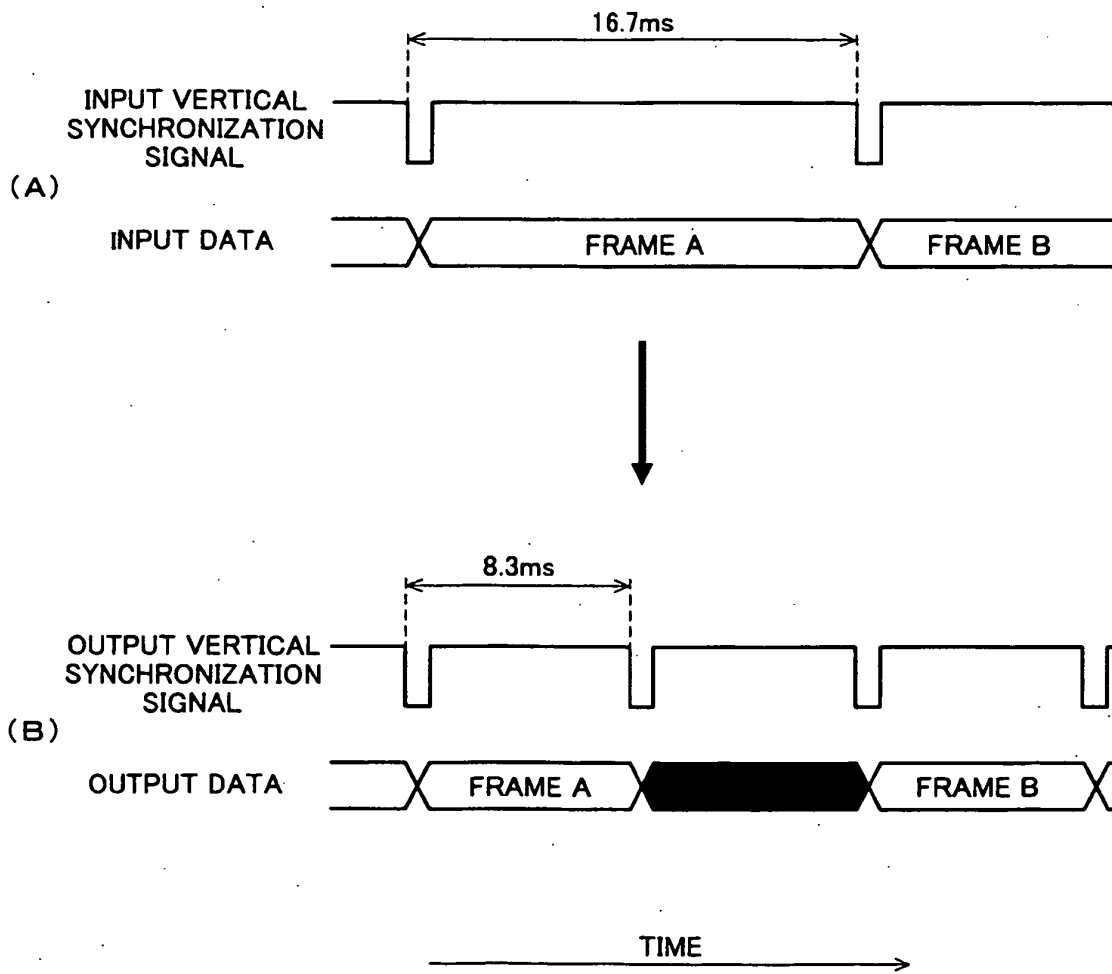 16.7ms
INPUT VERTICAL
SYNCHRONIZATION
SIGNAL
(A)
INPUT DATA
FRAME A
FRAME B
8.3ms
OUTPUT VERTICAL
SYNCHRONIZATION
SIGNAL
(B)
OUTPUT DATA
FRAME A
FRAME B
TIME